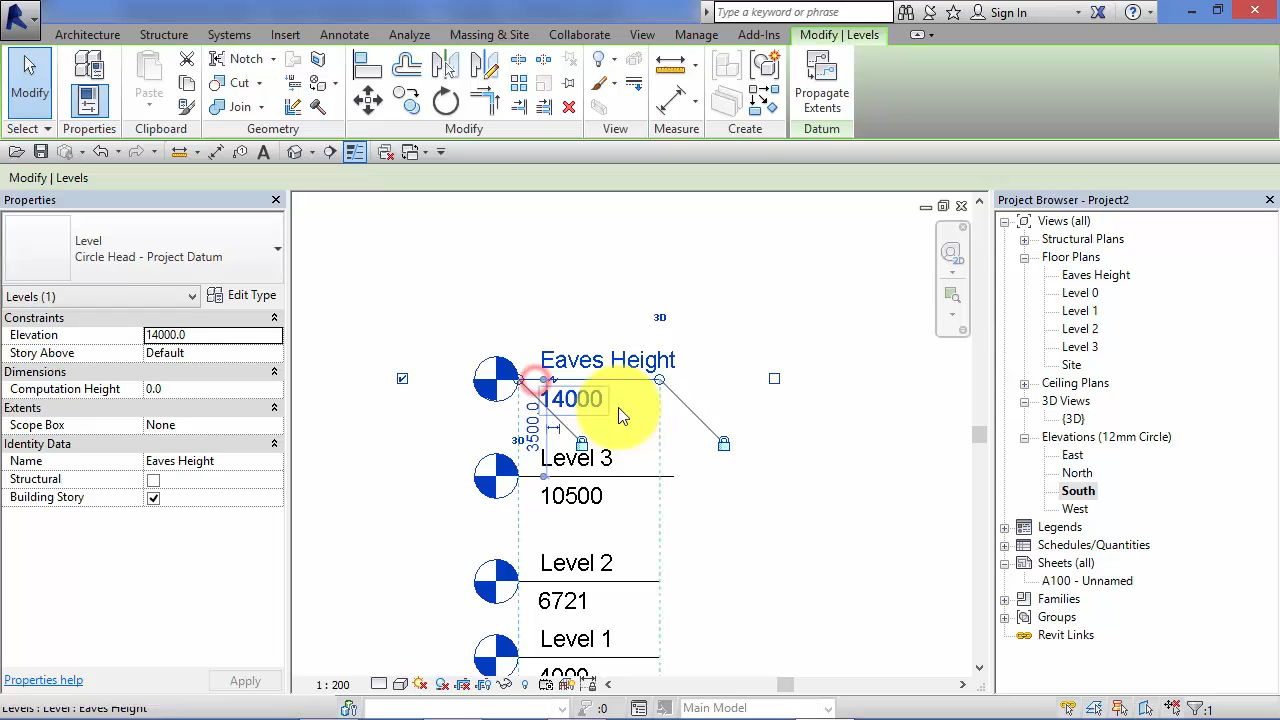 Type a keyword or phrase
Sign In
Architecture Structure Systems Insert Annotate Analyze Massing & Site Collaborate View Manage Add-Ins Modify | Levels
Modify
Paste
Notch
Cut
Join
Propagate
Extents
Select Properties Clipboard Geometry Modify View Measure Create Datum
Modify | Levels
Properties
Level
Circle Head - Project Datum
Levels (1)
Edit Type
Constraints
Elevation 14000.0
Story Above Default
Dimensions
Computation Height 0.0
Extents
Scope Box None
Identity Data
Name Eaves Height
Structural
Building Story
Properties help
Apply
2D
3D
Eaves Height
14000
3500.0
3D
Level 3
10500
Level 2
6721
Level 1
4000
1 : 200
Project Browser - Project2
Views (all)
Structural Plans
Floor Plans
Eaves Height
Level 0
Level 1
Level 2
Level 3
Site
Ceiling Plans
3D Views
{3D}
Elevations (12mm Circle)
East
North
South
West
Legends
Schedules/Quantities
Sheets (all)
A100 - Unnamed
Families
Groups
Revit Links
Levels : Level : Eaves Height
:0
Main Model
:1